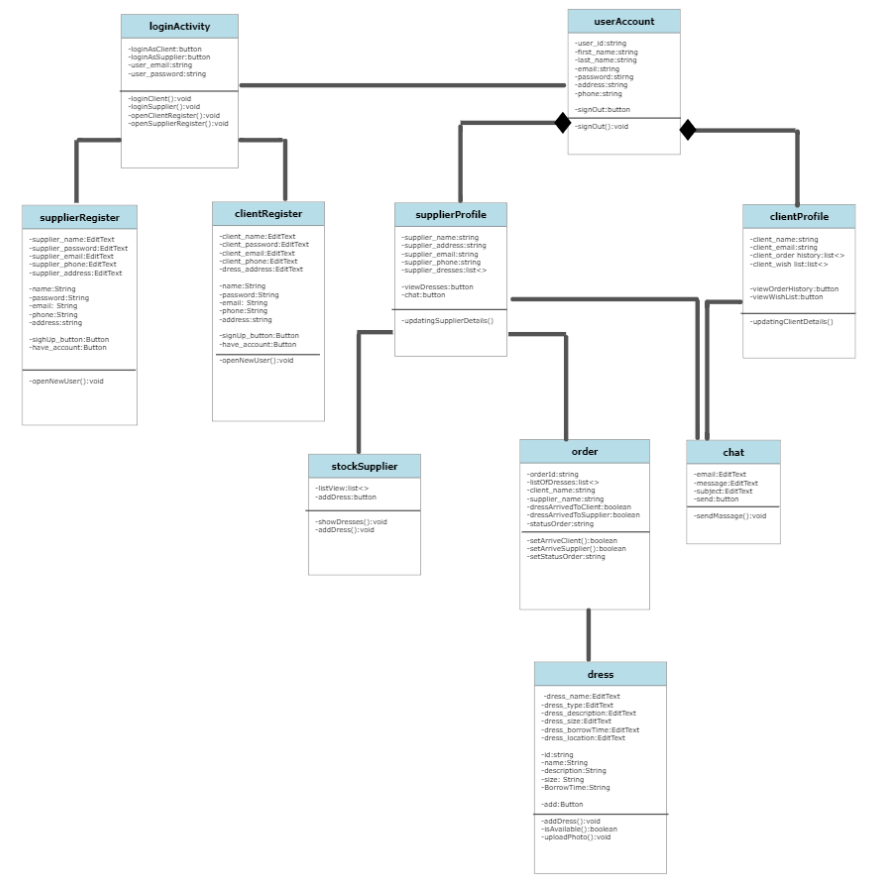 loginActivity
-loginAsClient:button
-loginAsSupplier:button
-user_email:string
-user_password:string
-loginClient():void
-loginSupplier():void
-openClientRegister():void
-openSupplierRegister():void
userAccount
-user_id:string
-first_name:string
-last_name:string
-email:string
-password:stirng
-address:string
-phone:string
-signOut:button
-signOut():void
supplierRegister
-supplier_name:EditText
-supplier_password:EditText
-supplier_email:EditText
-supplier_phone:EditText
-supplier_address:EditText
-name:String
-password:String
-email: String
-phone:String
-address:string
-sighUp_button:Button
-have_account:Button
-openNewUser():void
clientRegister
-client_name:EditText
-client_password:EditText
-client_email:EditText
-client_phone:EditText
-dress_address:EditText
-name:String
-password:String
-email: String
-phone:String
-address:string
-signUp_button:Button
-have_account:Button
-openNewUser():void
supplierProfile
-supplier_name:string
-supplier_address:string
-supplier_email:string
-supplier_phone:string
-supplier_dresses:list<>
-viewDresses:button
-chat:button
-updatingSupplierDetails()
clientProfile
-client_name:string
-client_email:string
-client_order history:list<>
-client_wish list:list<>
-viewOrderHistory:button
-viewWishList:button
-updatingClientDetails()
stockSupplier
-listView:list<>
-addDress:button
-showDresses():void
-addDress():void
order
-orderId:string
-listOfDresses:list<>
-client_name:string
-supplier_name:string
-dressArrivedToClient:boolean
-dressArrivedToSupplier:boolean
-statusOrder:string
-setArriveClient():boolean
-setArriveSupplier():boolean
-setStatusOrder:string
chat
-email:EditText
-message:EditText
-subject:EditText
-send:button
-sendMassage():void
dress
-dress_name:EditText
-dress_type:EditText
-dress_description:EditText
-dress_size:EditText
-dress_borrowTime:EditText
-dress_location:EditText
-id:string
-name:String
-description:String
-size: String
-BorrowTime:String
-add:Button
-addDress():void
-isAvailable():boolean
-uploadPhoto():void